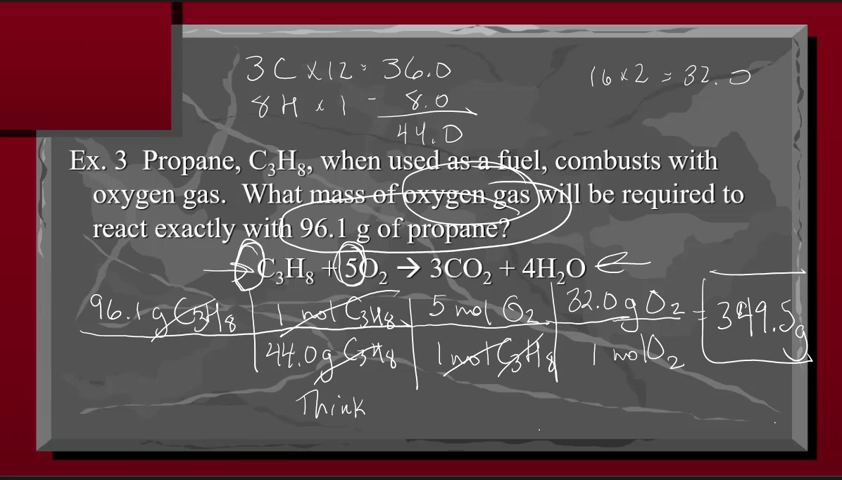 3C x 12 = 36.0
8H x 1 = 8.0
44.0
16 x 2 = 32.0
Ex. 3 Propane, C₃H₈, when used as a fuel, combusts with
oxygen gas. What mass of oxygen gas will be required to
react exactly with 96.1 g of propane?
C₃H₈ + 5O₂ → 3CO₂ + 4H₂O
96.1 g C₃H₈ | 1 mol C₃H₈ | 5 mol O₂ | 32.0 g O₂ = 349.5g
44.0 g C₃H₈ | 1 mol C₃H₈ | 1 mol O₂
Think